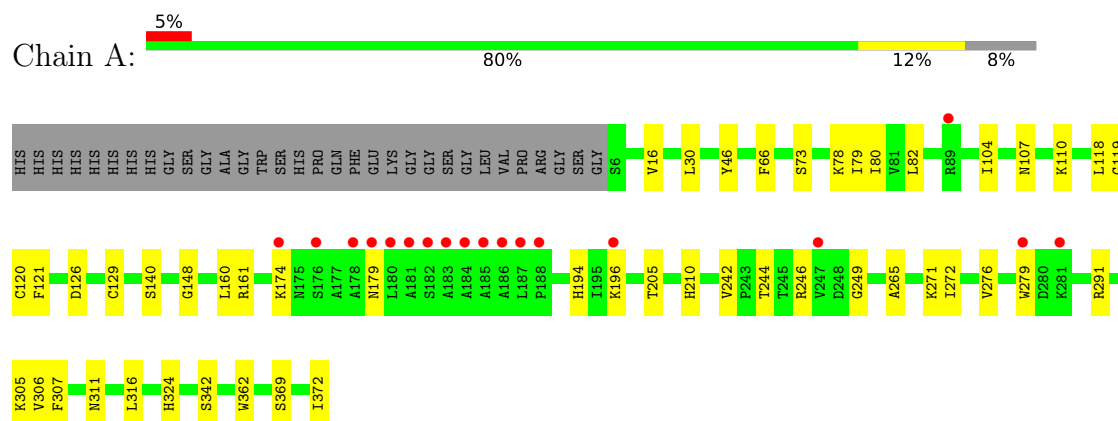 5%
Chain A:
80% 12% 8%
HIS HIS HIS HIS HIS HIS HIS HIS GLY SER GLY ALA GLY TRP SER HIS PRO GLN PHE GLU LYS GLY GLY SER GLY LEU VAL PRO ARG GLY SER GLY S6 V16 L30 Y46 F66 S73 K78 I79 I80 V81 L82 R89 I104 N107 K110 L118 G119
C120 F121 D126 C129 S140 G148 L160 R161 K174 N175 S176 A177 A178 N179 L180 A181 S182 A183 A184 A185 A186 L187 P188 H194 I195 K196 T205 H210 V242 P243 T244 T245 R246 V247 D248 G249 A265 K271 I272 V276 W279 D280 K281 R291
K305 V306 F307 N311 L316 H324 S342 W362 S369 I372